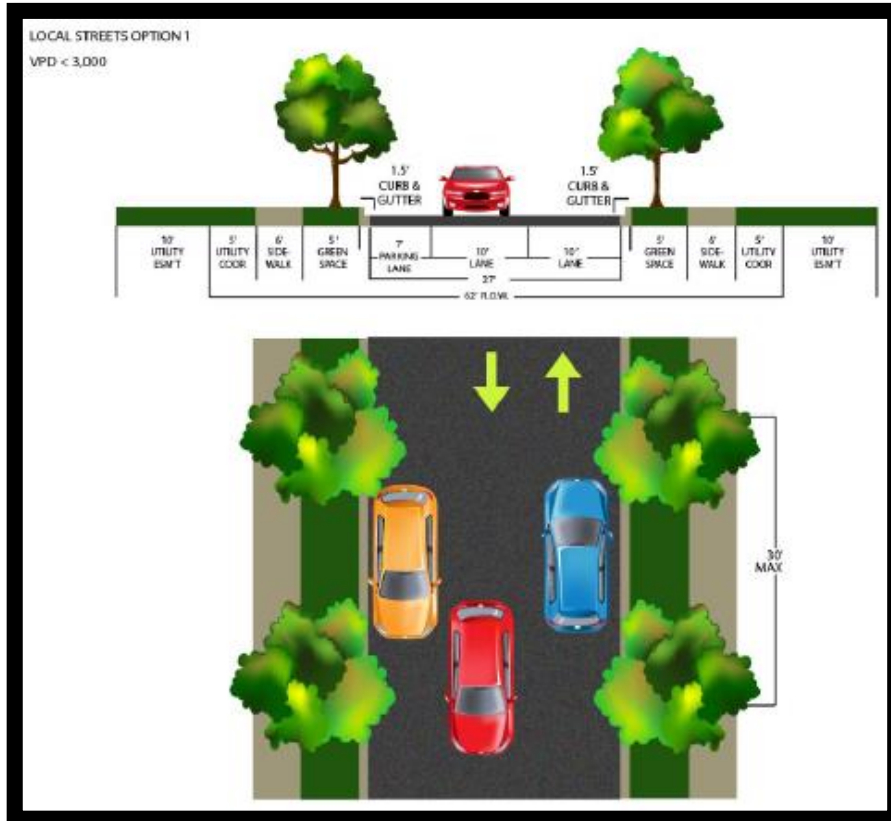 LOCAL STREETS OPTION 1
VPD < 3,000
1.5'
CURB &
GUTTER
1.5'
CURB &
GUTTER
10'
UTILITY
ESM'T
5'
UTILITY
COOR
6'
SIDE-
WALK
5'
GREEN
SPACE
7'
PARKING
LANE
10'
LANE
10'
LANE
5'
GREEN
SPACE
6'
SIDE-
WALK
5'
UTILITY
COOR
10'
UTILITY
ESM'T
27'
62' R.O.W.
30'
MAX